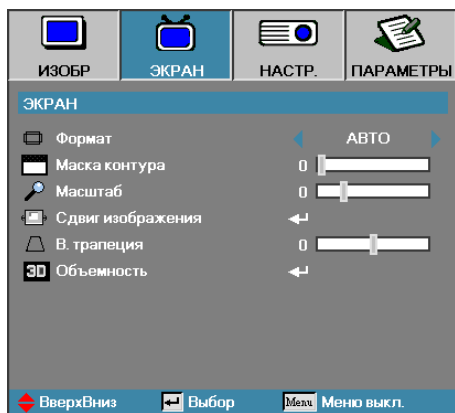 ИЗОБР ЭКРАН НАСТР. ПАРАМЕТРЫ
ЭКРАН
Формат АВТО
Маска контура 0
Масштаб 0
Сдвиг изображения
В. трапеция 0
3D Объемность
ВверхВниз Выбор Menu Меню выкл.